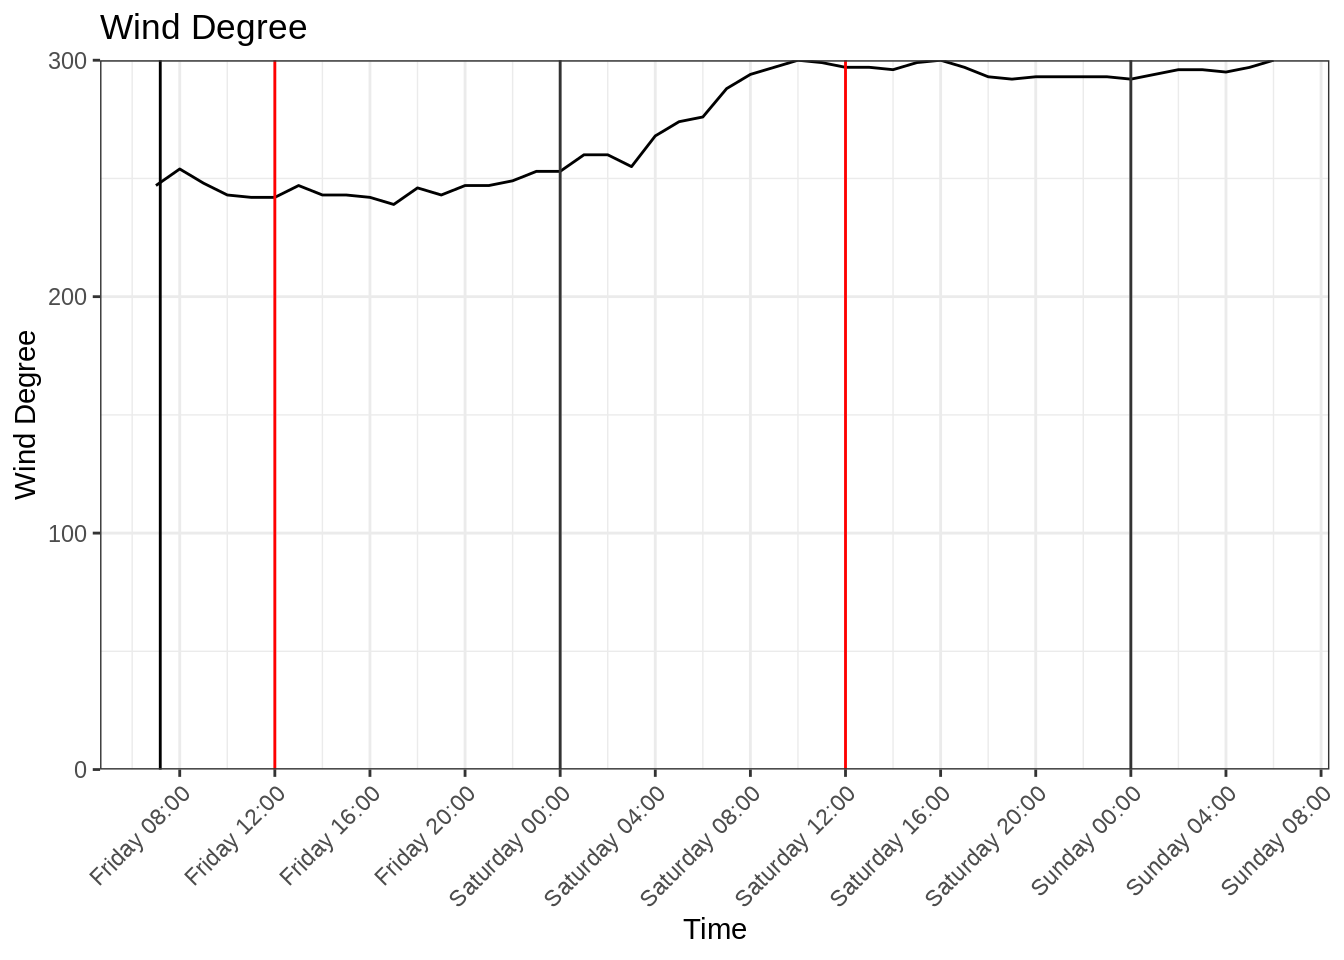 Wind Degree
300
200
100
0
Wind Degree
Friday 08:00
Friday 12:00
Friday 16:00
Friday 20:00
Saturday 00:00
Saturday 04:00
Saturday 08:00
Saturday 12:00
Saturday 16:00
Saturday 20:00
Sunday 00:00
Sunday 04:00
Sunday 08:00
Time